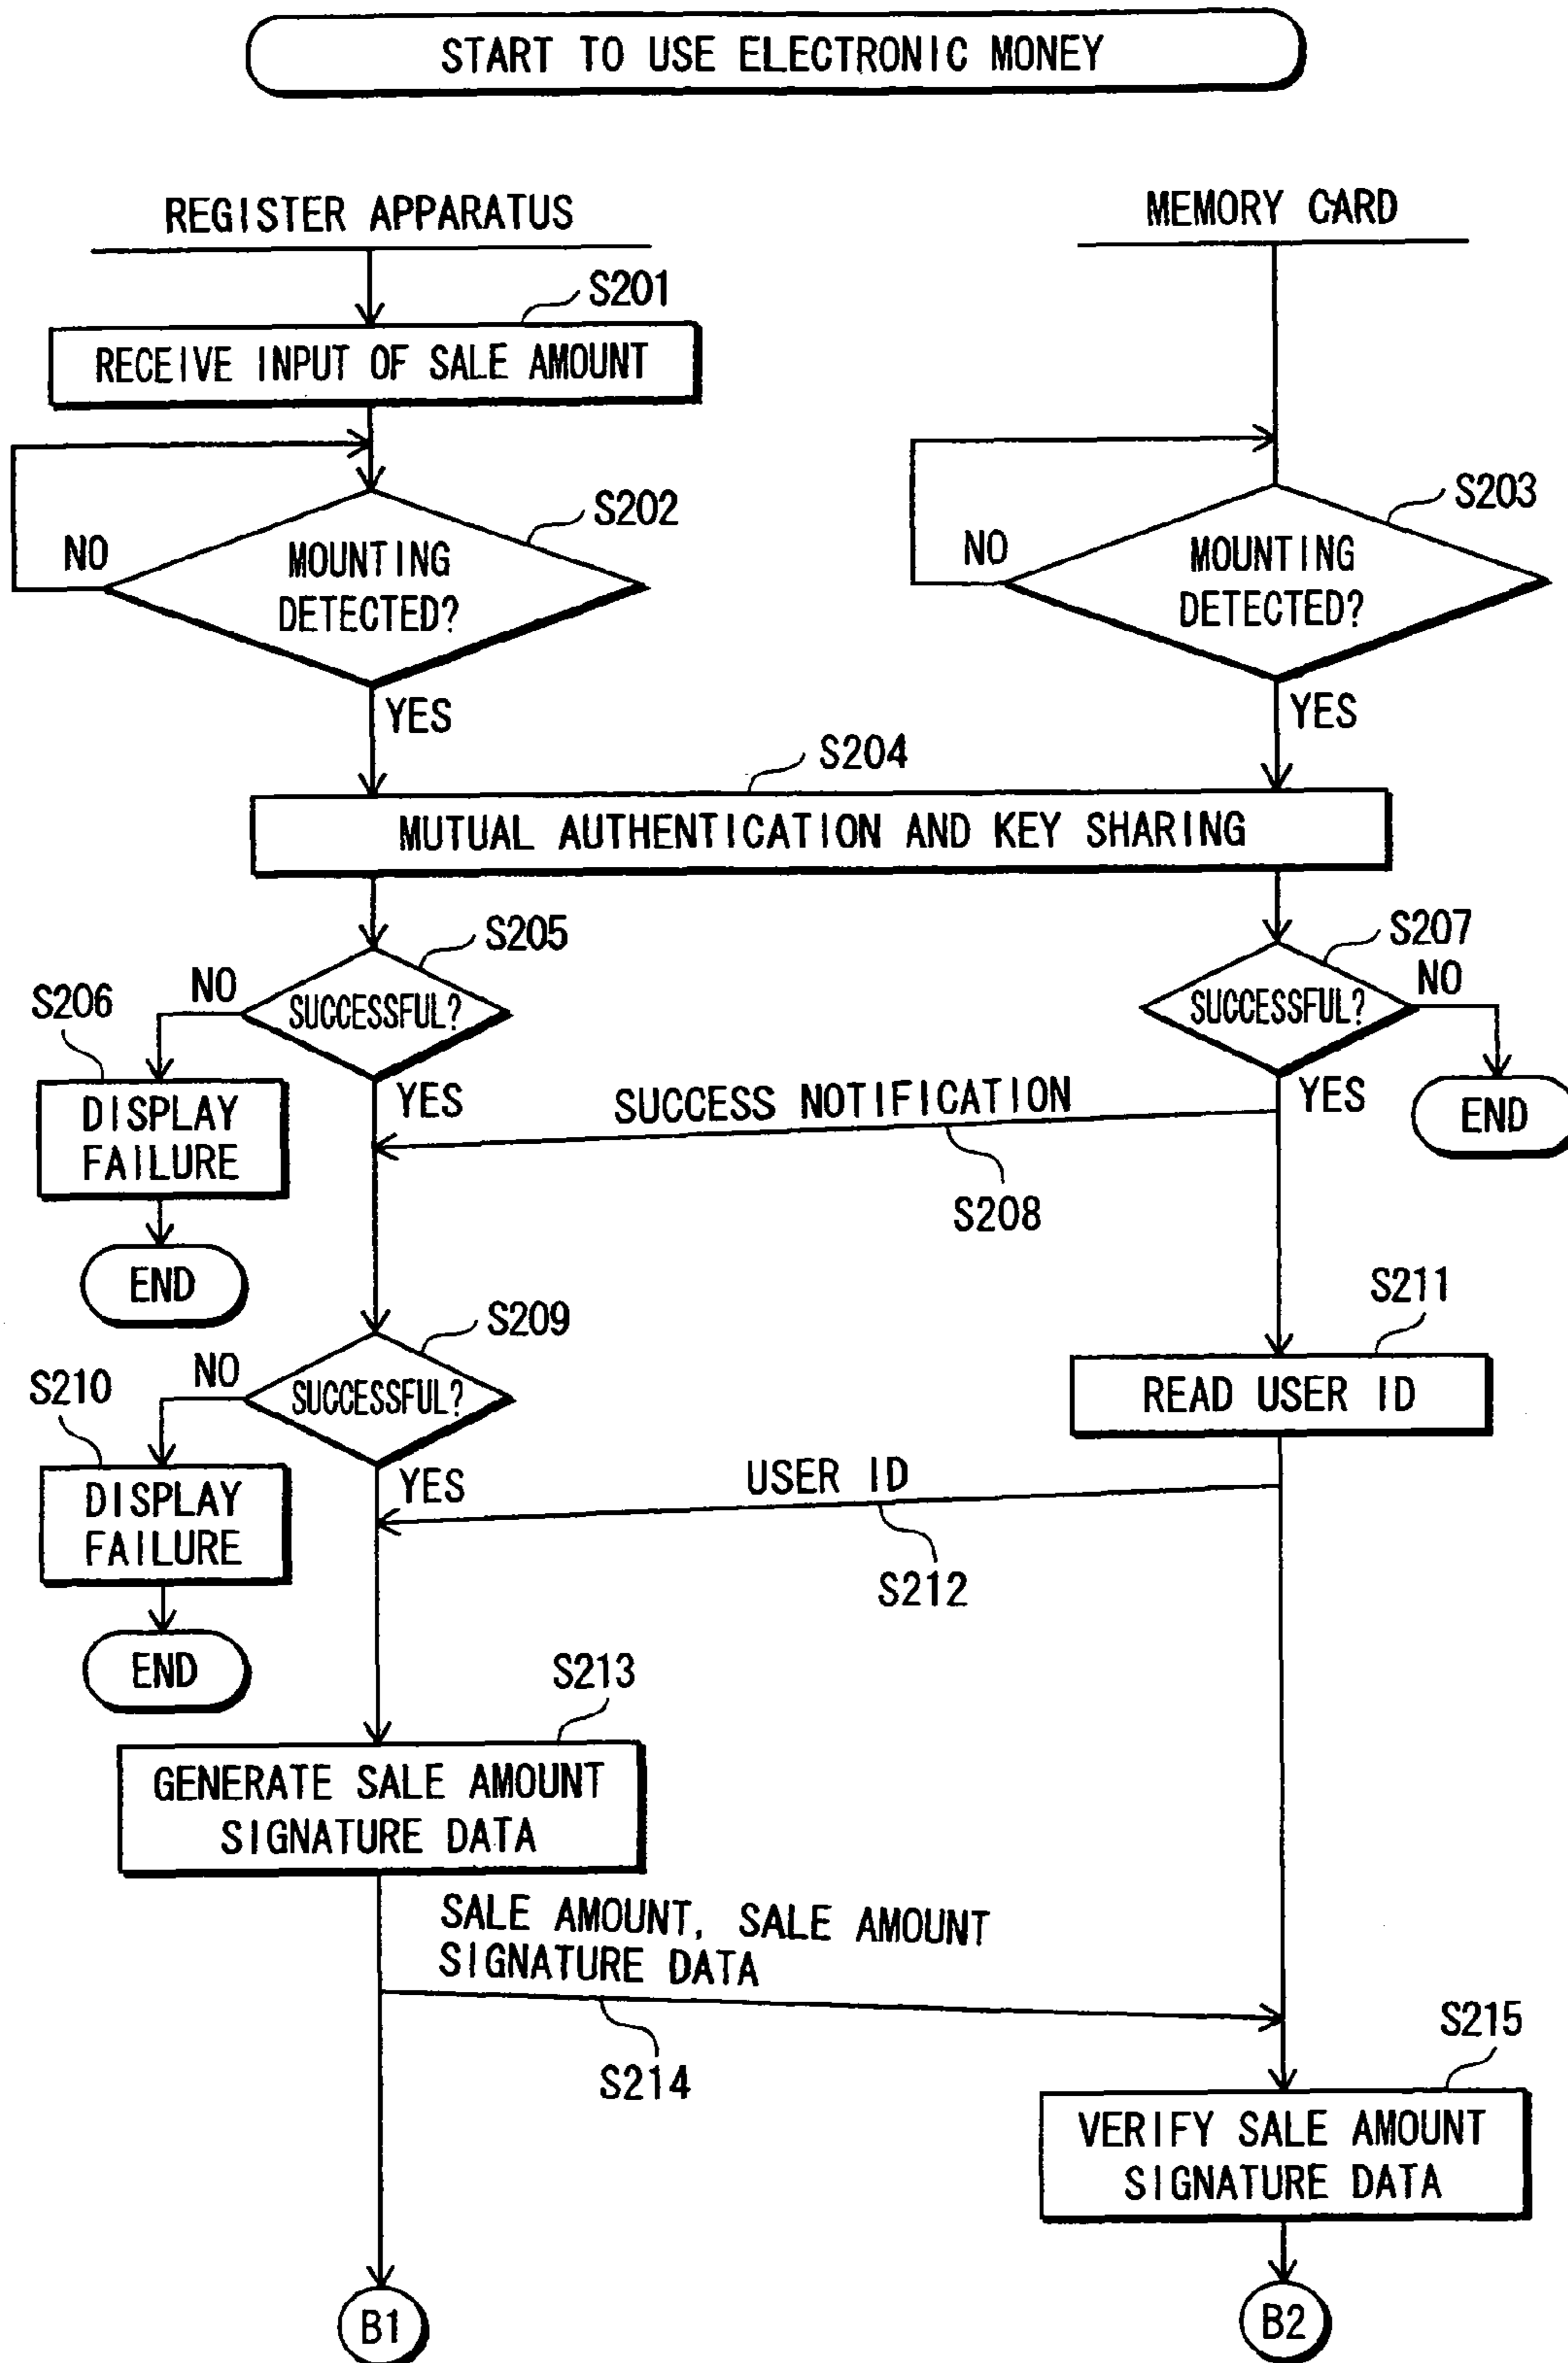 START TO USE ELECTRONIC MONEY
REGISTER APPARATUS
MEMORY CARD
S201
RECEIVE INPUT OF SALE AMOUNT
S202
S203
NO
MOUNTING
DETECTED?
NO
MOUNTING
DETECTED?
YES
YES
S204
MUTUAL AUTHENTICATION AND KEY SHARING
S205
S207
S206
NO
SUCCESSFUL?
SUCCESSFUL?
NO
DISPLAY
FAILURE
YES
SUCCESS NOTIFICATION
YES
END
S208
END
S209
S211
S210
NO
SUCCESSFUL?
READ USER ID
DISPLAY
FAILURE
YES
USER ID
S212
END
S213
GENERATE SALE AMOUNT
SIGNATURE DATA
SALE AMOUNT, SALE AMOUNT
SIGNATURE DATA
S214
S215
VERIFY SALE AMOUNT
SIGNATURE DATA
B1
B2